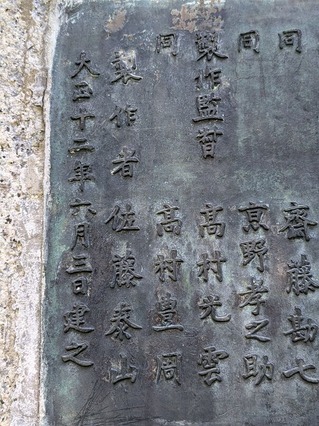 同 齋藤勘七
同 亰野孝之助
製作監督 高村光雲
同 高村豊周
製作者 佐藤泰山
大正十二年六月三日建之